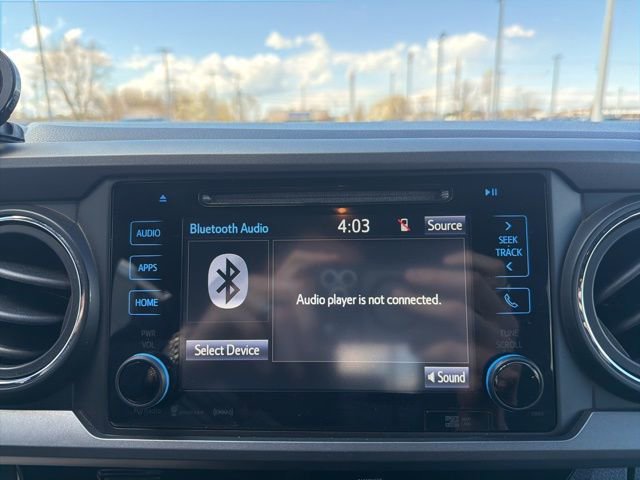 Bluetooth Audio
4:03
Source
AUDIO
APPS
HOME
SEEK
TRACK
Audio player is not connected.
Select Device
Sound
PWR
VOL
TUNE
SCROLL